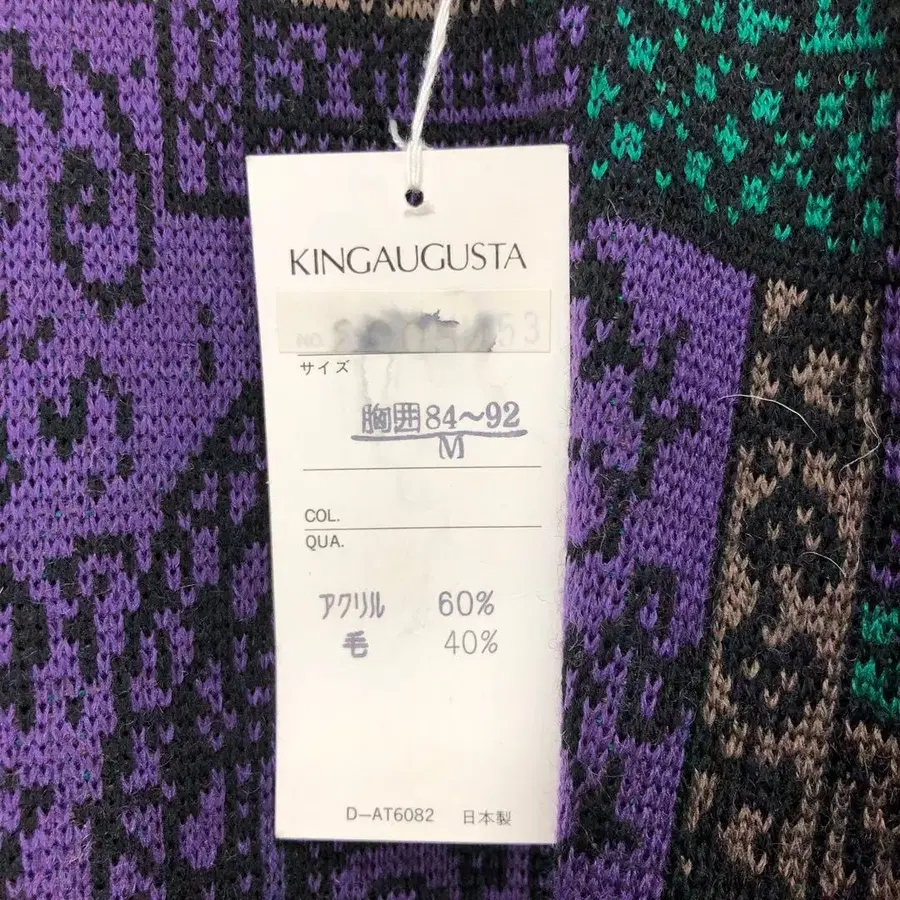 KINGAUGUSTA
NO.
サイズ
胸囲84～92
M
COL.
QUA.
アクリル 60%
毛 40%
D-AT6082 日本製